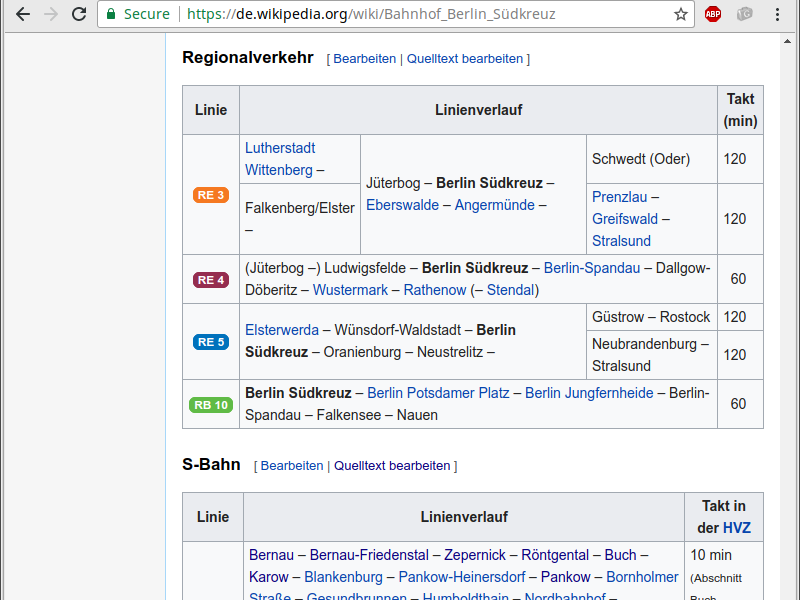 Secure https://de.wikipedia.org/wiki/Bahnhof_Berlin_Südkreuz ABP TC
Regionalverkehr [ Bearbeiten | Quelltext bearbeiten ]
Linie Linienverlauf Takt (min)
RE 3
Lutherstadt
Wittenberg –
Falkenberg/Elster
–
Jüterbog – Berlin Südkreuz –
Eberswalde – Angermünde –
Schwedt (Oder) 120
Prenzlau –
Greifswald –
Stralsund
120
RE 4
(Jüterbog –) Ludwigsfelde – Berlin Südkreuz – Berlin-Spandau – Dallgow-
Döberitz – Wustermark – Rathenow (– Stendal)
60
RE 5
Elsterwerda – Wünsdorf-Waldstadt – Berlin
Südkreuz – Oranienburg – Neustrelitz –
Güstrow – Rostock 120
Neubrandenburg –
Stralsund
120
RB 10
Berlin Südkreuz – Berlin Potsdamer Platz – Berlin Jungfernheide – Berlin-
Spandau – Falkensee – Nauen
60
S-Bahn [ Bearbeiten | Quelltext bearbeiten ]
Linie Linienverlauf Takt in
der HVZ
Bernau – Bernau-Friedenstal – Zepernick – Röntgental – Buch –
Karow – Blankenburg – Pankow-Heinersdorf – Pankow – Bornholmer
Straße – Gesundbrunnen – Humboldthain – Nordbahnhof –
10 min
(Abschnitt
Buch